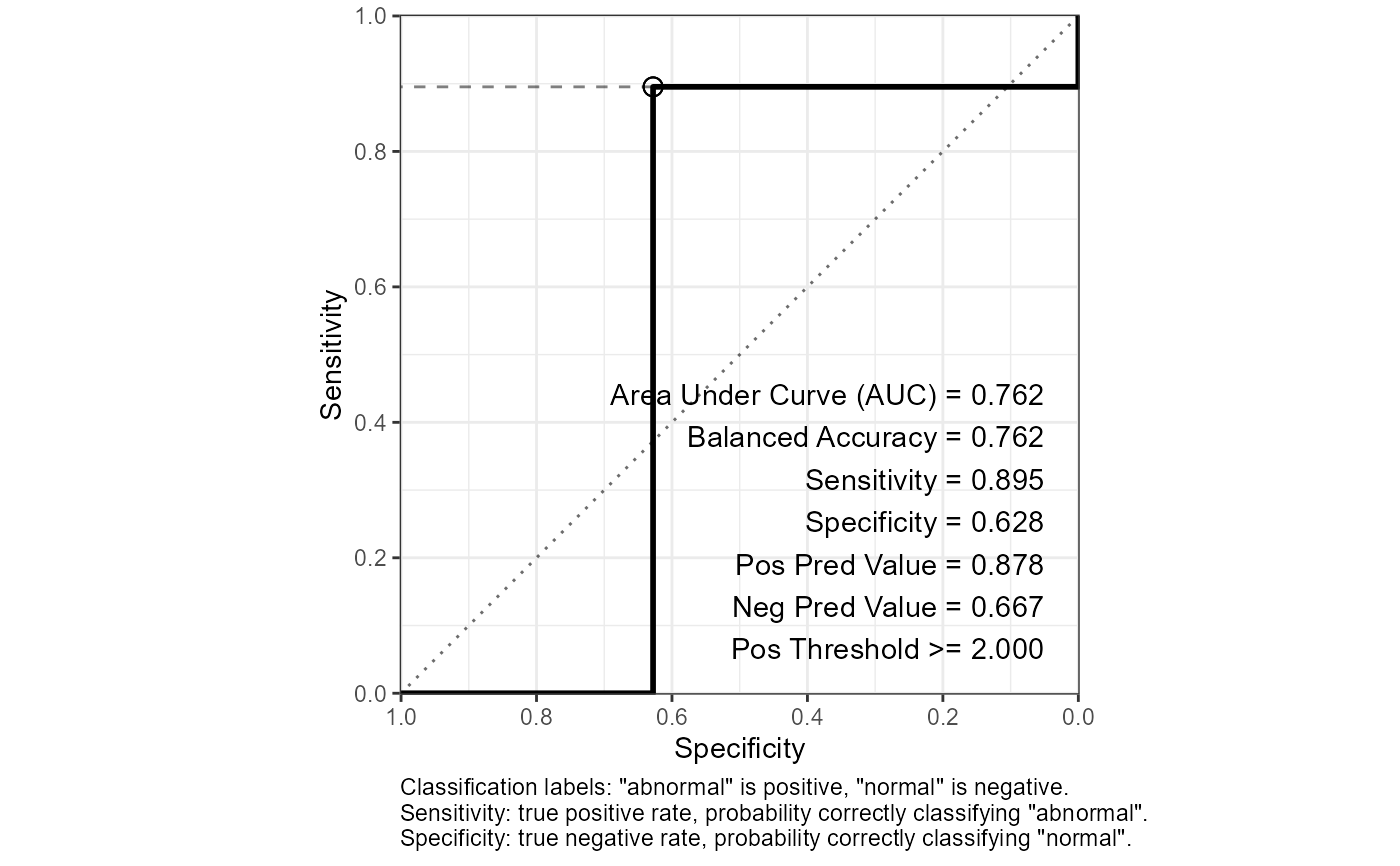 1.0
0.8
0.6
0.4
0.2
0.0
Sensitivity
Area Under Curve (AUC) = 0.762
Balanced Accuracy = 0.762
Sensitivity = 0.895
Specificity = 0.628
Pos Pred Value = 0.878
Neg Pred Value = 0.667
Pos Threshold >= 2.000
1.0 0.8 0.6 0.4 0.2 0.0
Specificity
Classification labels: "abnormal" is positive, "normal" is negative.
Sensitivity: true positive rate, probability correctly classifying "abnormal".
Specificity: true negative rate, probability correctly classifying "normal".